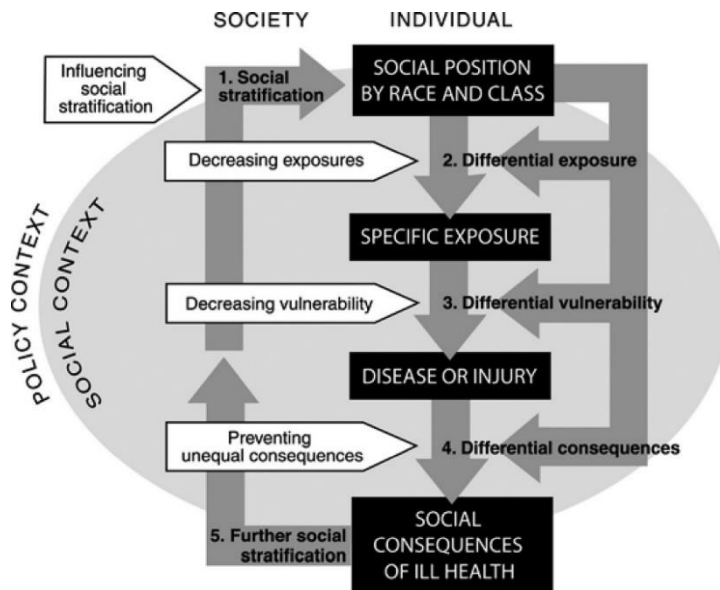 SOCIETY
INDIVIDUAL
Influencing
social
stratification
1. Social
stratification
SOCIAL POSITION
BY RACE AND CLASS
Decreasing exposures
2. Differential exposure
SPECIFIC EXPOSURE
POLICY CONTEXT
SOCIAL CONTEXT
Decreasing vulnerability
3. Differential vulnerability
DISEASE OR INJURY
Preventing
unequal consequences
4. Differential consequences
5. Further social
stratification
SOCIAL
CONSEQUENCES
OF ILL HEALTH